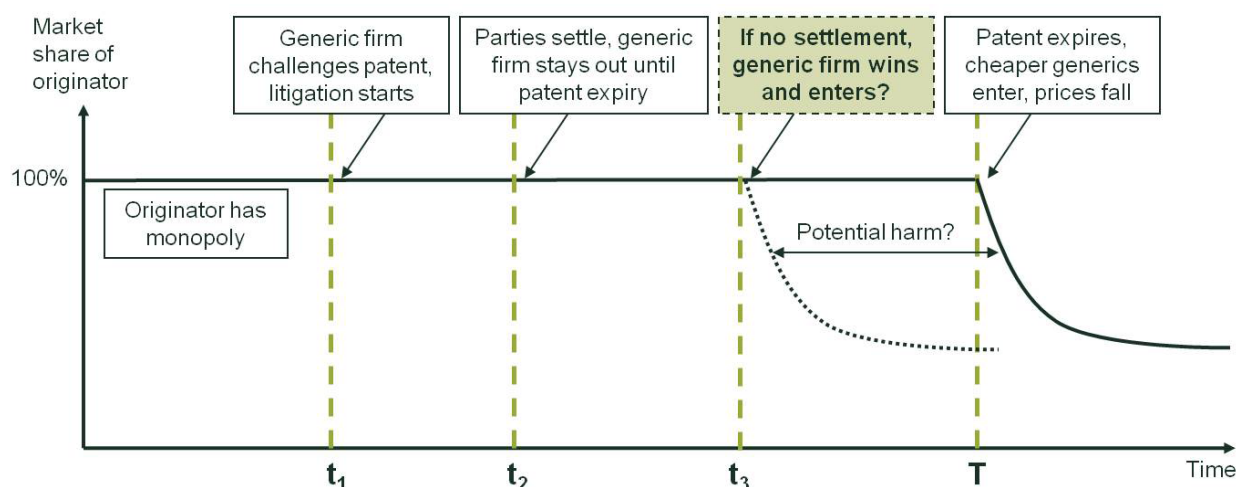 Market
share of
originator
Generic firm
challenges patent,
litigation starts
Parties settle, generic
firm stays out until
patent expiry
If no settlement,
generic firm wins
and enters?
Patent expires,
cheaper generics
enter, prices fall
100%
Originator has
monopoly
Potential harm?
t₁
t₂
t₃
T
Time